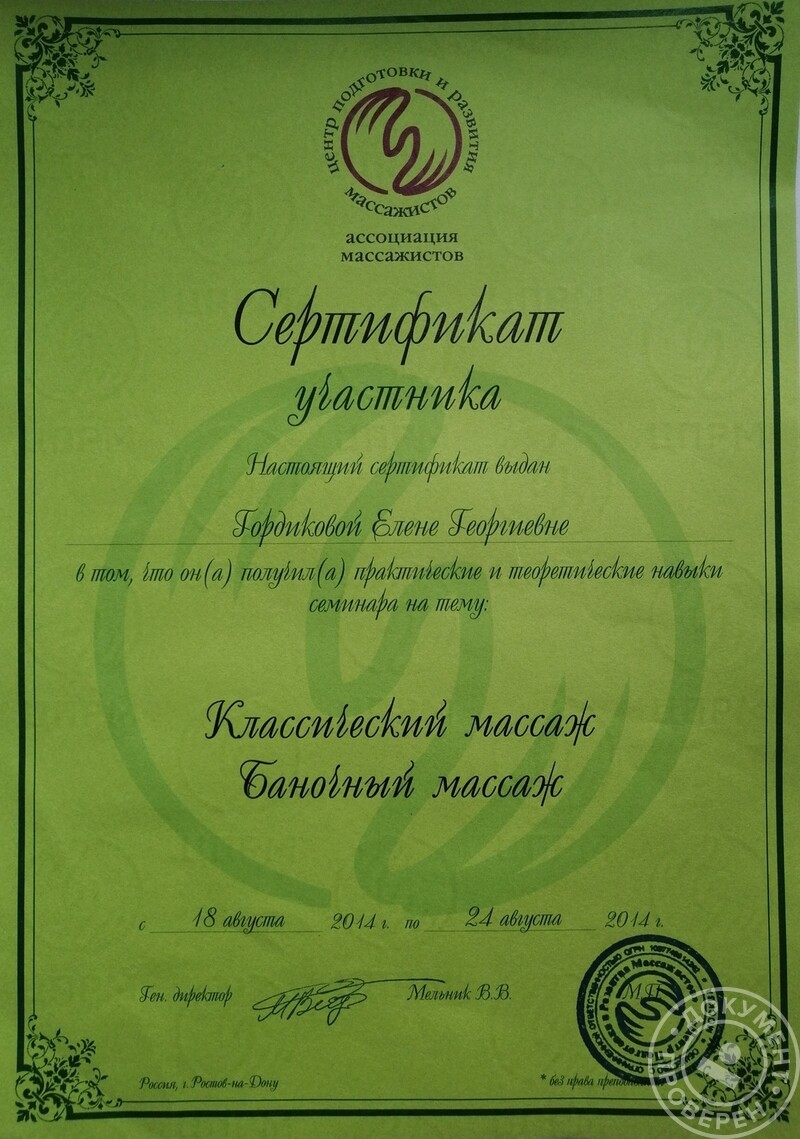 центр подготовки и развития
массажистов
ассоциация
массажистов
Сертификат
участника
Настоящий сертификат выдан
Гордиковой Елене Георгиевне
в том, что он(а) получил(а) практические и теоретические навыки
семинара на тему:
Классический массаж
Баночный массаж
с 18 августа 2014 г. по 24 августа 2014 г.
Ген. директор Мельник В.В. М.П.
Россия, г. Ростов-на-Дону
* без права
ДОКУМЕНТ